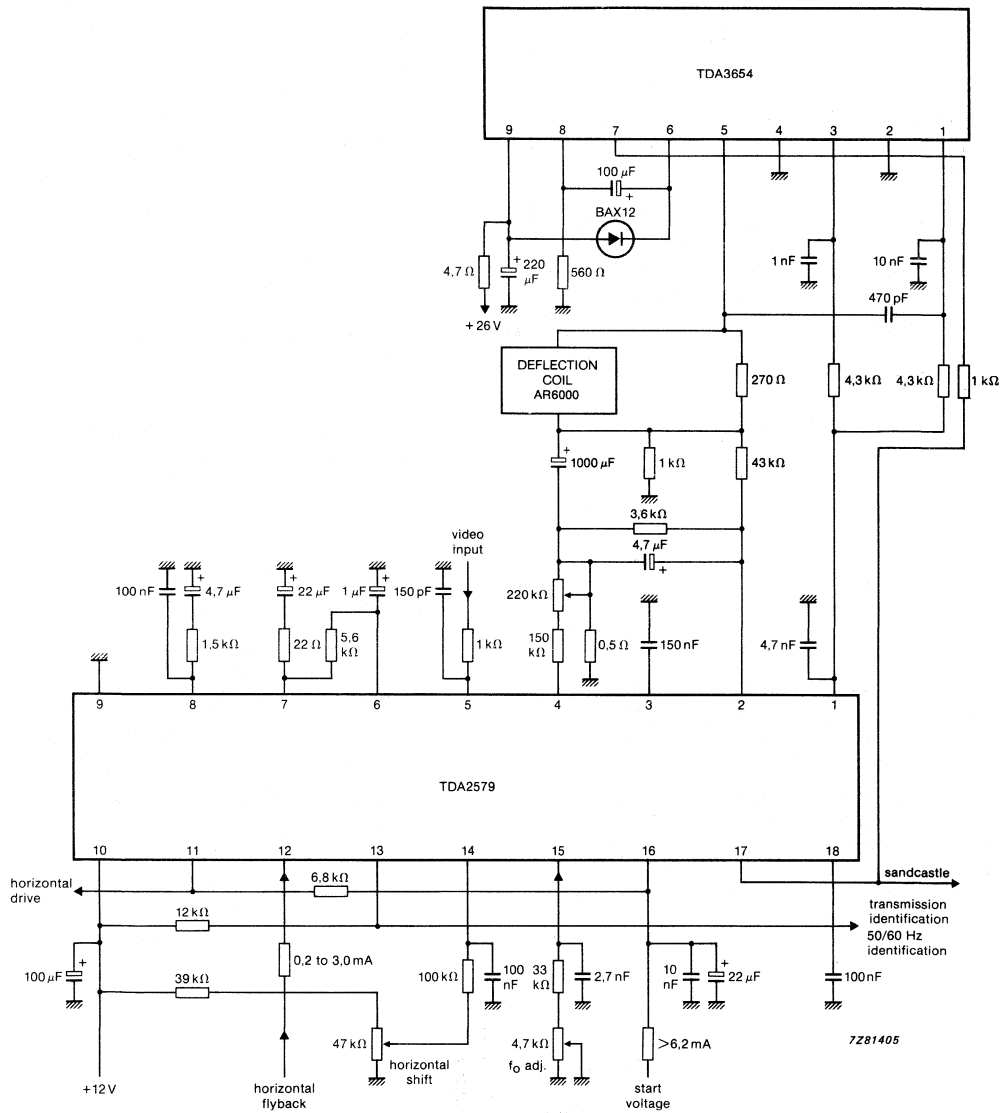 TDA3654
9 8 7 6 5 4 3 2 1
100 µF
+
BAX12
4,7 Ω
+
220
µF
560 Ω
1 nF
10 nF
+26 V
470 pF
DEFLECTION
COIL
AR6000
270 Ω
4,3 kΩ
4,3 kΩ
1 kΩ
+
1000 µF
1 kΩ
43 kΩ
3,6 kΩ
video
input
4,7 µF
+
100 nF
+
4,7 µF
+
22 µF
1 µF
+
150 pF
220 kΩ
1,5 kΩ
22 Ω
5,6
kΩ
1 kΩ
150
kΩ
0,5 Ω
150 nF
4,7 nF
9 8 7 6 5 4 3 2 1
TDA2579
10 11 12 13 14 15 16 17 18
horizontal
drive
6,8 kΩ
sandcastle
12 kΩ
transmission
identification
50/60 Hz
identification
100 µF
+
0,2 to 3,0 mA
100 kΩ
100
nF
33
kΩ
2,7 nF
10
nF
+
22 µF
100 nF
39 kΩ
47 kΩ
horizontal
shift
4,7 kΩ
fO adj.
>6,2 mA
7Z81405
+12 V
horizontal
flyback
start
voltage